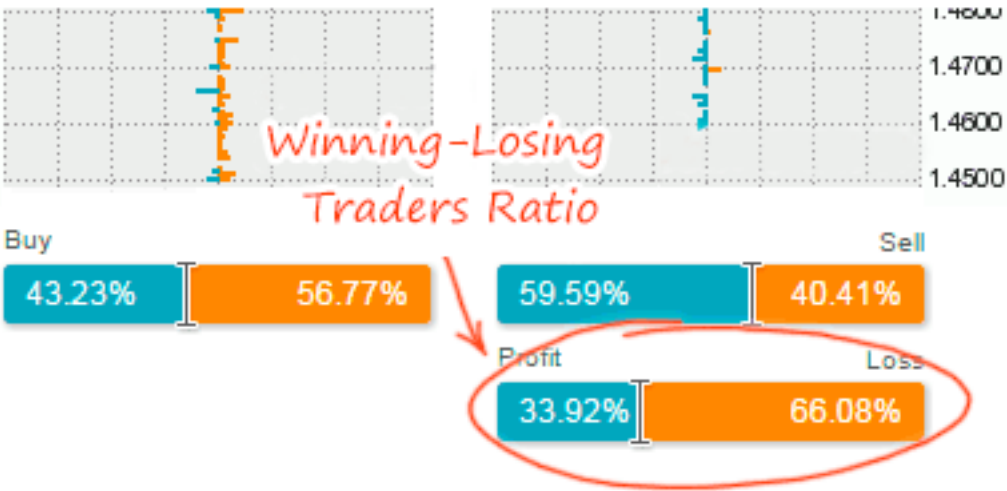 1.4800
1.4700
1.4600
1.4500
Winning-Losing
Traders Ratio
Buy
Sell
43.23%
56.77%
59.59%
40.41%
Profit
Loss
33.92%
66.08%